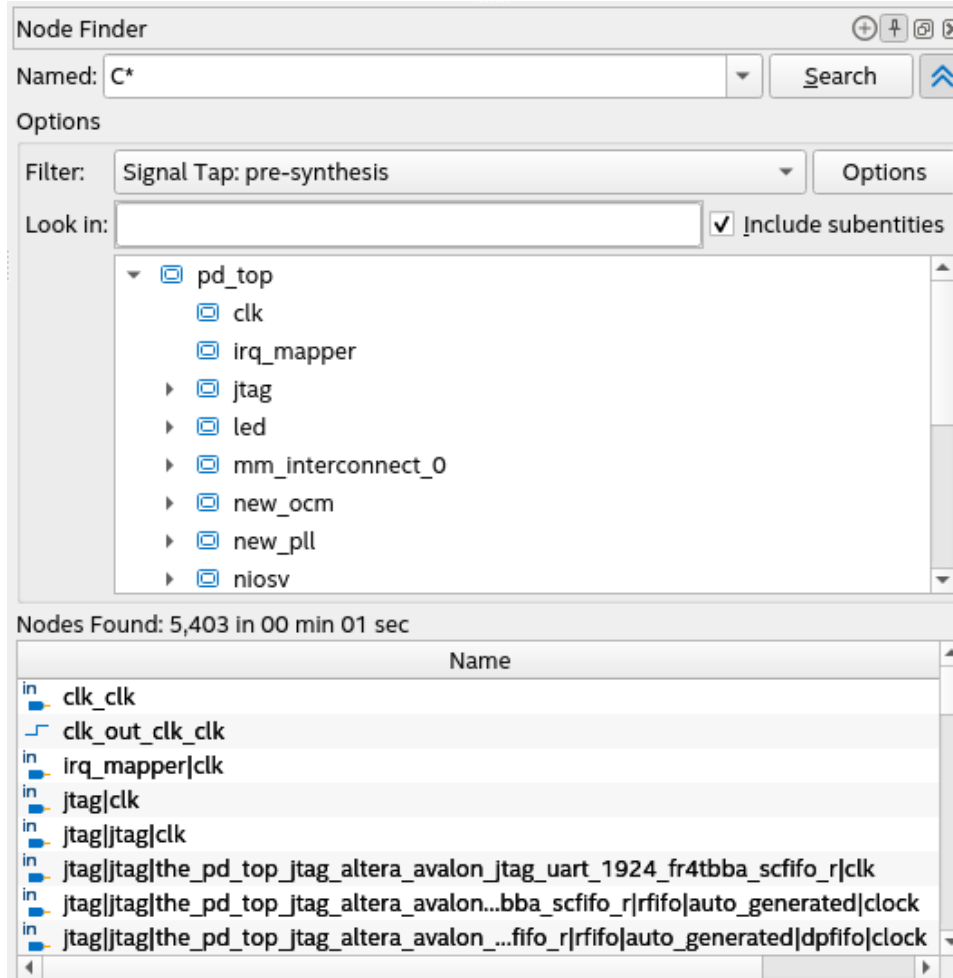 Node Finder
Named: C* Search
Options
Filter: Signal Tap: pre-synthesis Options
Look in: Include subentities
pd_top
clk
irq_mapper
jtag
led
mm_interconnect_0
new_ocm
new_pll
niosv
Nodes Found: 5,403 in 00 min 01 sec
Name
in clk_clk
clk_out_clk_clk
in irq_mapper|clk
in jtag|clk
in jtag|jtag|clk
in jtag|jtag|the_pd_top_jtag_altera_avalon_jtag_uart_1924_fr4tbba_scfifo_r|clk
in jtag|jtag|the_pd_top_jtag_altera_avalon...bba_scfifo_r|rfifo|auto_generated|clock
in jtag|jtag|the_pd_top_jtag_altera_avalon_...fifo_r|rfifo|auto_generated|dpfifo|clock